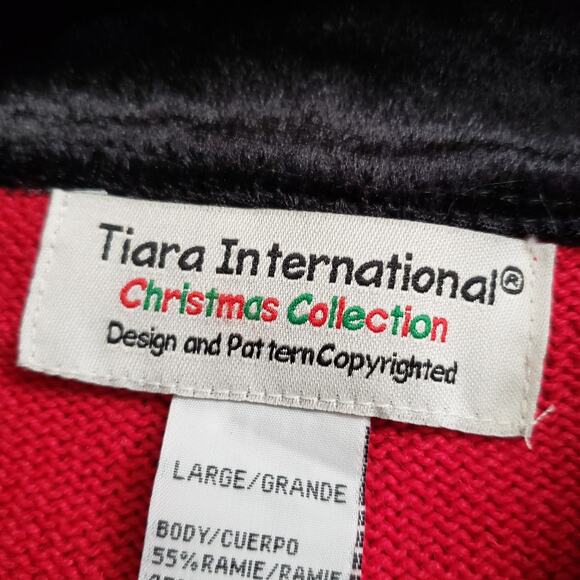 Tiara International®
Christmas Collection
Design and Pattern Copyrighted
LARGE/GRANDE
BODY/CUERPO
55%RAMIE/RAMIE